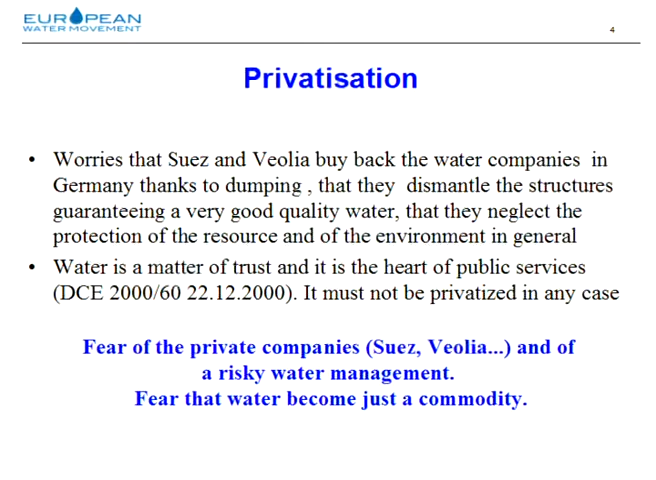 EUROPEAN
WATER MOVEMENT
4
Privatisation
• Worries that Suez and Veolia buy back the water companies in
Germany thanks to dumping , that they dismantle the structures
guaranteeing a very good quality water, that they neglect the
protection of the resource and of the environment in general
• Water is a matter of trust and it is the heart of public services
(DCE 2000/60 22.12.2000). It must not be privatized in any case
Fear of the private companies (Suez, Veolia...) and of
a risky water management.
Fear that water become just a commodity.